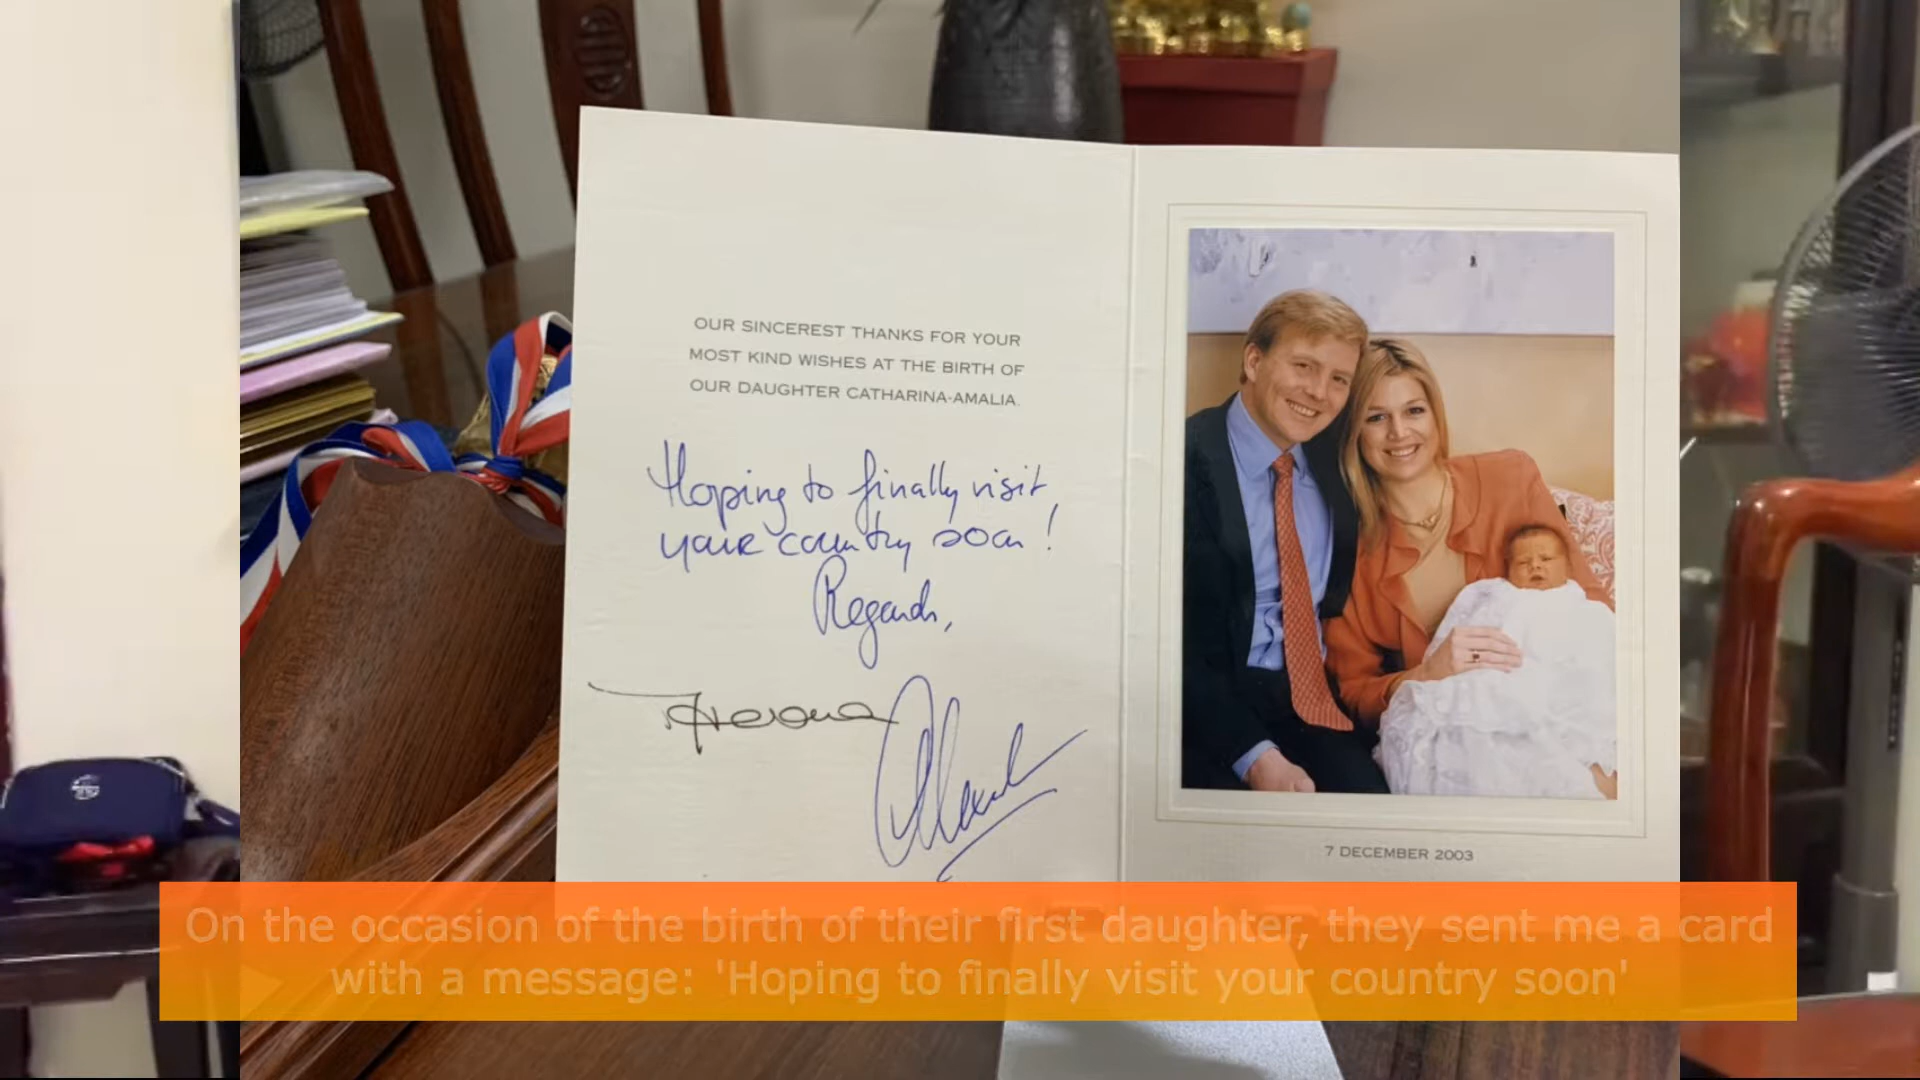 OUR SINCEREST THANKS FOR YOUR
MOST KIND WISHES AT THE BIRTH OF
OUR DAUGHTER CATHARINA-AMALIA.
Hoping to finally visit
your country soon!
Regards,
7 DECEMBER 2003
On the occasion of the birth of their first daughter, they sent me a card
with a message: 'Hoping to finally visit your country soon'